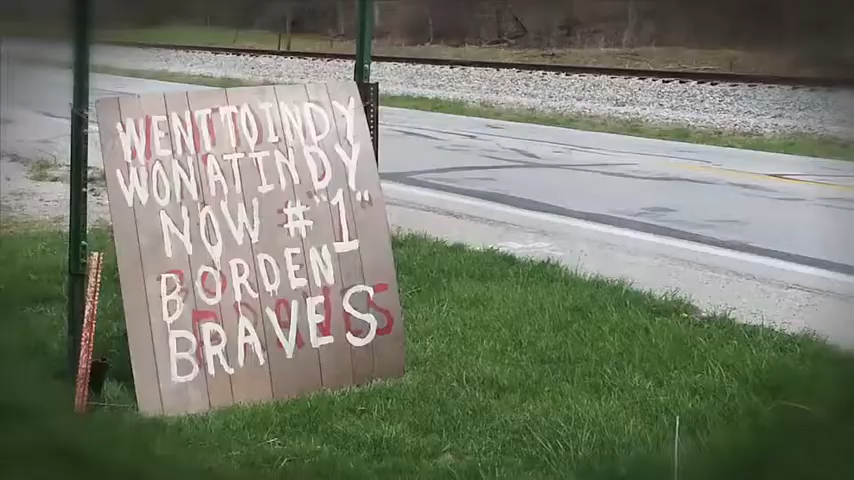 WENT TO INDY
WON AT INDY
NOW #"1"
BORDEN
BRAVES